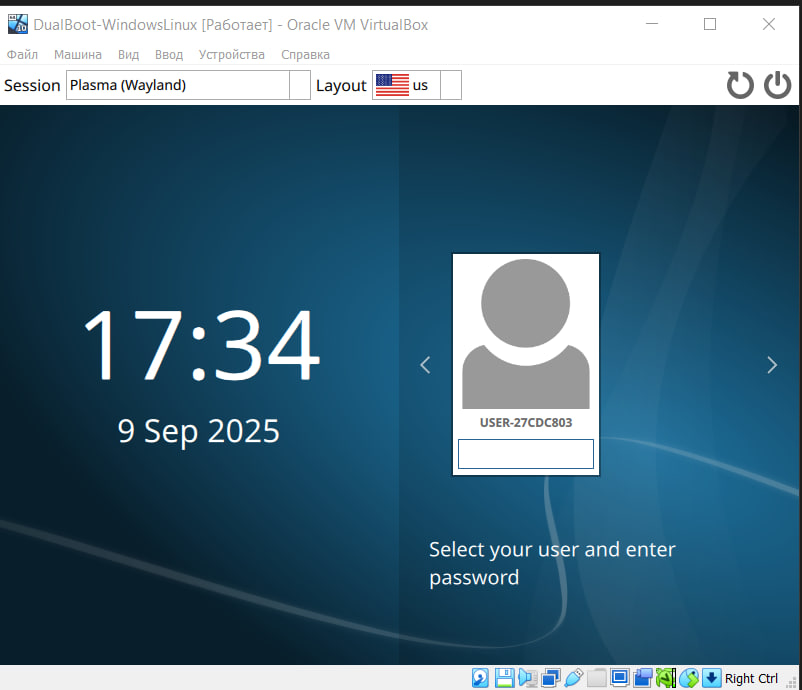 DualBoot-WindowsLinux [Работает] - Oracle VM VirtualBox
Файл Машина Вид Ввод Устройства Справка
Session Plasma (Wayland) Layout us
17:34
9 Sep 2025
USER-27CDC803
Select your user and enter
password
Right Ctrl